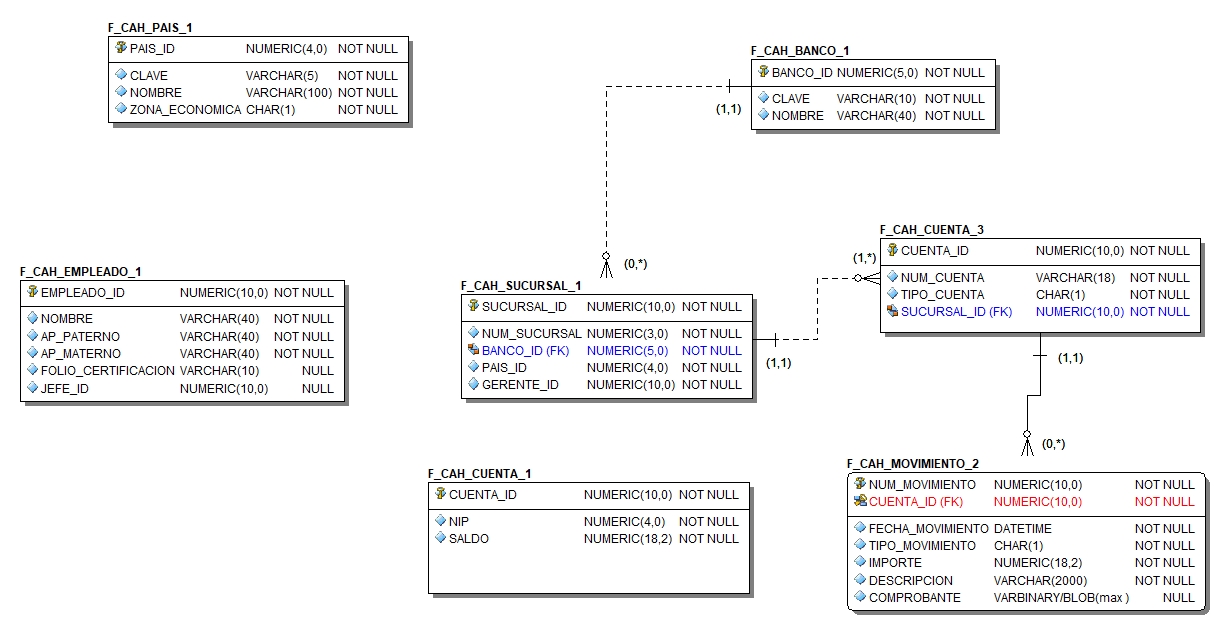 F_CAH_PAIS_1
PAIS_ID NUMERIC(4,0) NOT NULL
CLAVE VARCHAR(5) NOT NULL
NOMBRE VARCHAR(100) NOT NULL
ZONA_ECONOMICA CHAR(1) NOT NULL
F_CAH_BANCO_1
BANCO_ID NUMERIC(5,0) NOT NULL
CLAVE VARCHAR(10) NOT NULL
NOMBRE VARCHAR(40) NOT NULL
(1,1)
(0,*)
F_CAH_CUENTA_3
CUENTA_ID NUMERIC(10,0) NOT NULL
NUM_CUENTA VARCHAR(18) NOT NULL
TIPO_CUENTA CHAR(1) NOT NULL
SUCURSAL_ID (FK) NUMERIC(10,0) NOT NULL
(1,*)
F_CAH_EMPLEADO_1
EMPLEADO_ID NUMERIC(10,0) NOT NULL
NOMBRE VARCHAR(40) NOT NULL
AP_PATERNO VARCHAR(40) NOT NULL
AP_MATERNO VARCHAR(40) NOT NULL
FOLIO_CERTIFICACION VARCHAR(10) NULL
JEFE_ID NUMERIC(10,0) NULL
F_CAH_SUCURSAL_1
SUCURSAL_ID NUMERIC(10,0) NOT NULL
NUM_SUCURSAL NUMERIC(3,0) NOT NULL
BANCO_ID (FK) NUMERIC(5,0) NOT NULL
PAIS_ID NUMERIC(4,0) NOT NULL
GERENTE_ID NUMERIC(10,0) NOT NULL
(1,1)
(1,1)
(0,*)
F_CAH_CUENTA_1
CUENTA_ID NUMERIC(10,0) NOT NULL
NIP NUMERIC(4,0) NOT NULL
SALDO NUMERIC(18,2) NOT NULL
F_CAH_MOVIMIENTO_2
NUM_MOVIMIENTO NUMERIC(10,0) NOT NULL
CUENTA_ID (FK) NUMERIC(10,0) NOT NULL
FECHA_MOVIMIENTO DATETIME NOT NULL
TIPO_MOVIMIENTO CHAR(1) NOT NULL
IMPORTE NUMERIC(18,2) NOT NULL
DESCRIPCION VARCHAR(2000) NOT NULL
COMPROBANTE VARBINARY/BLOB(max ) NULL